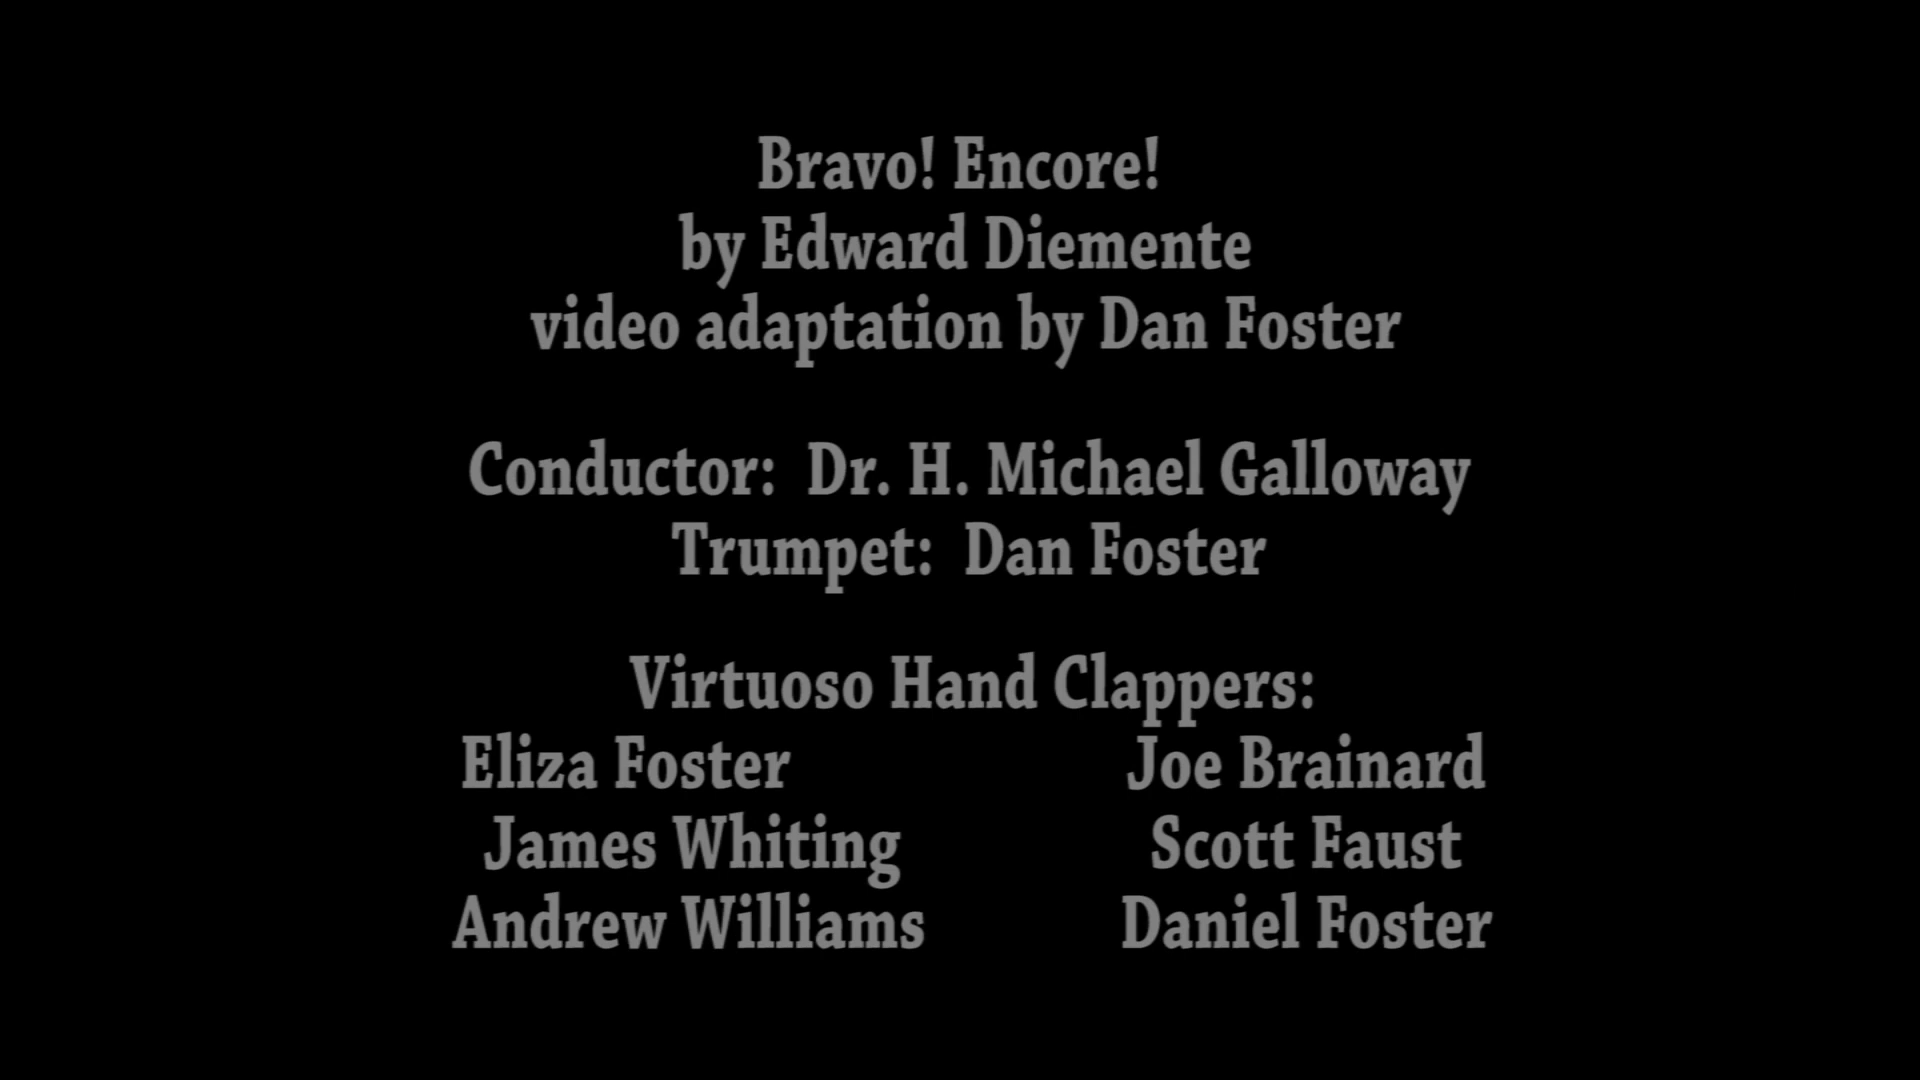 Bravo! Encore!
by Edward Diemente
video adaptation by Dan Foster
Conductor:  Dr. H. Michael Galloway
Trumpet:  Dan Foster
Virtuoso Hand Clappers:
Eliza Foster Joe Brainard
James Whiting Scott Faust
Andrew Williams Daniel Foster